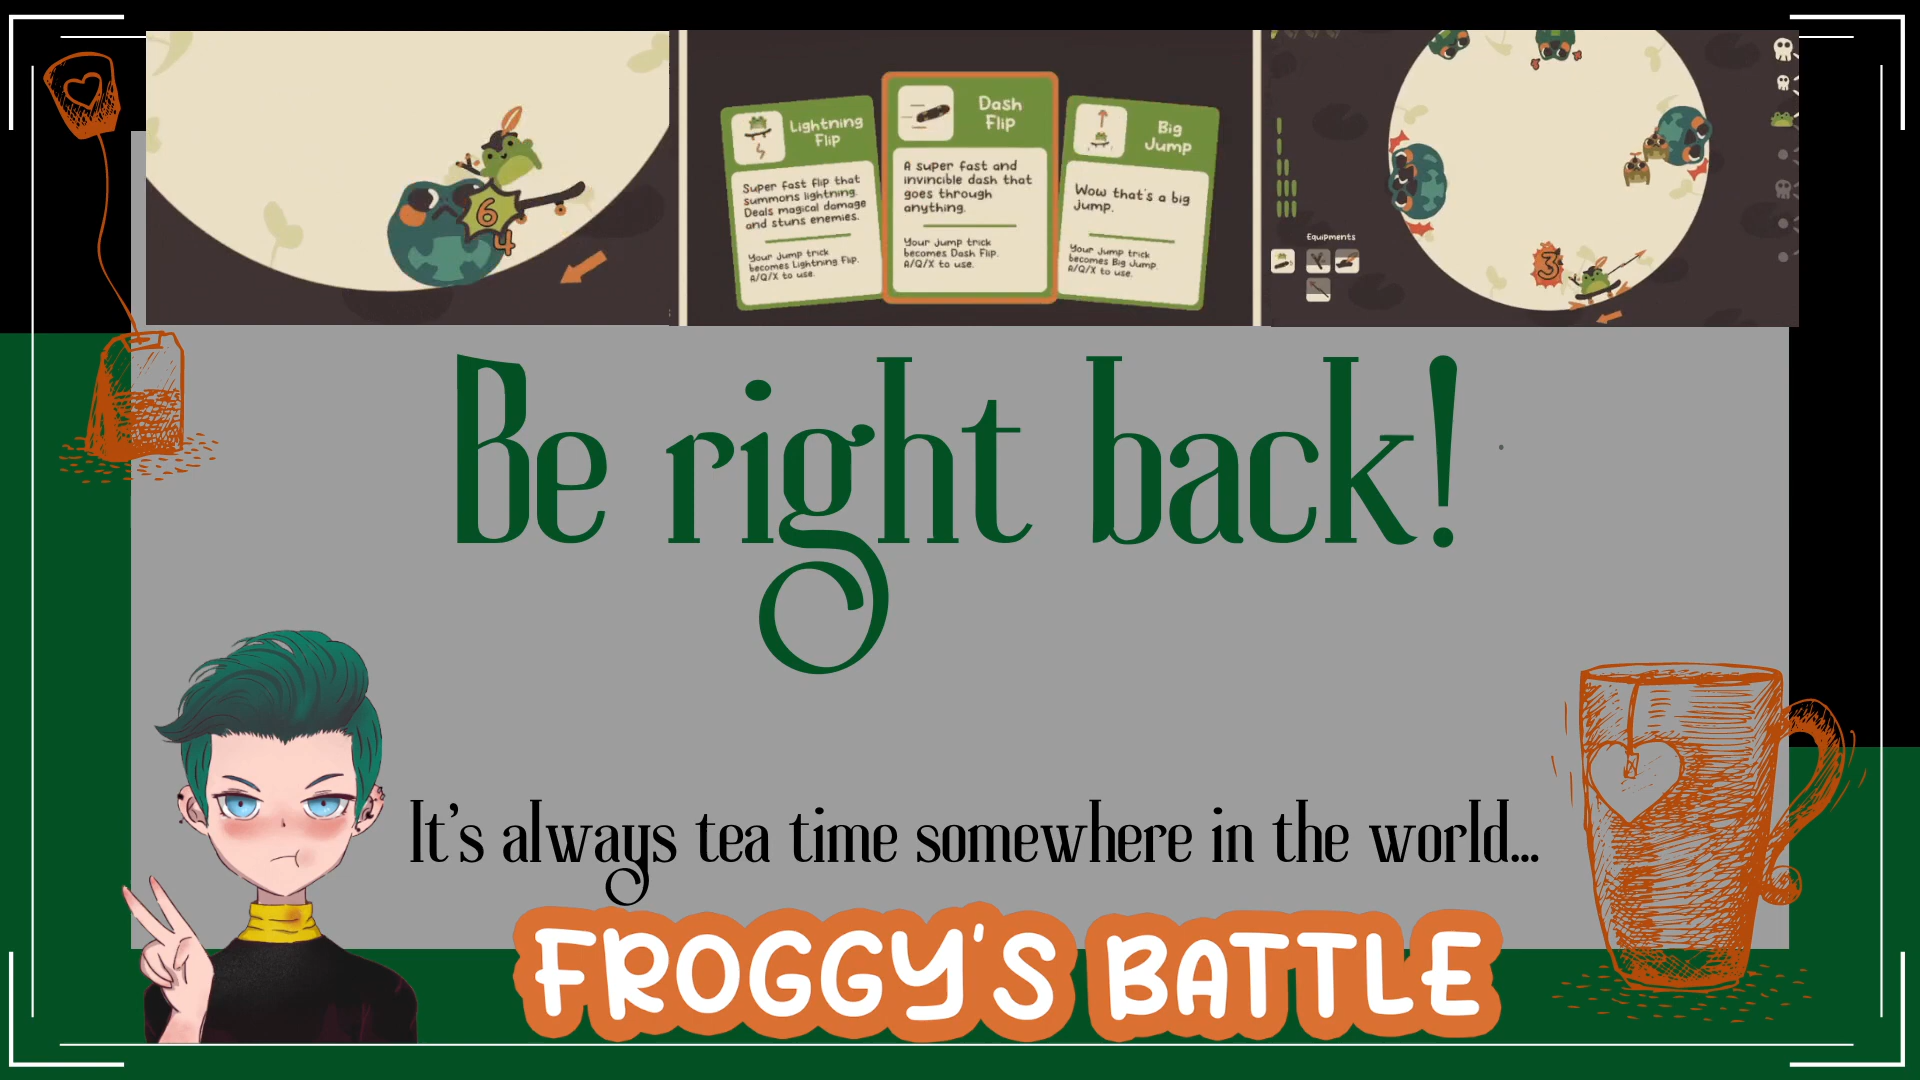 6
4
Lightning
Flip
Super fast flip that
summons lightning.
Deals magical damage
and stuns enemies.
Your Jump trick
becomes Lightning Flip.
A/Q/X to use.
Dash
Flip
A super fast and
invincible dash that
goes through
anything.
Your Jump trick
becomes Dash Flip.
A/Q/X to use.
Big
Jump
Wow that's a big
jump.
Your Jump trick
becomes Big Jump.
A/Q/X to use.
Equipments
3
Be right back!
It's always tea time somewhere in the world...
FROGGY'S BATTLE